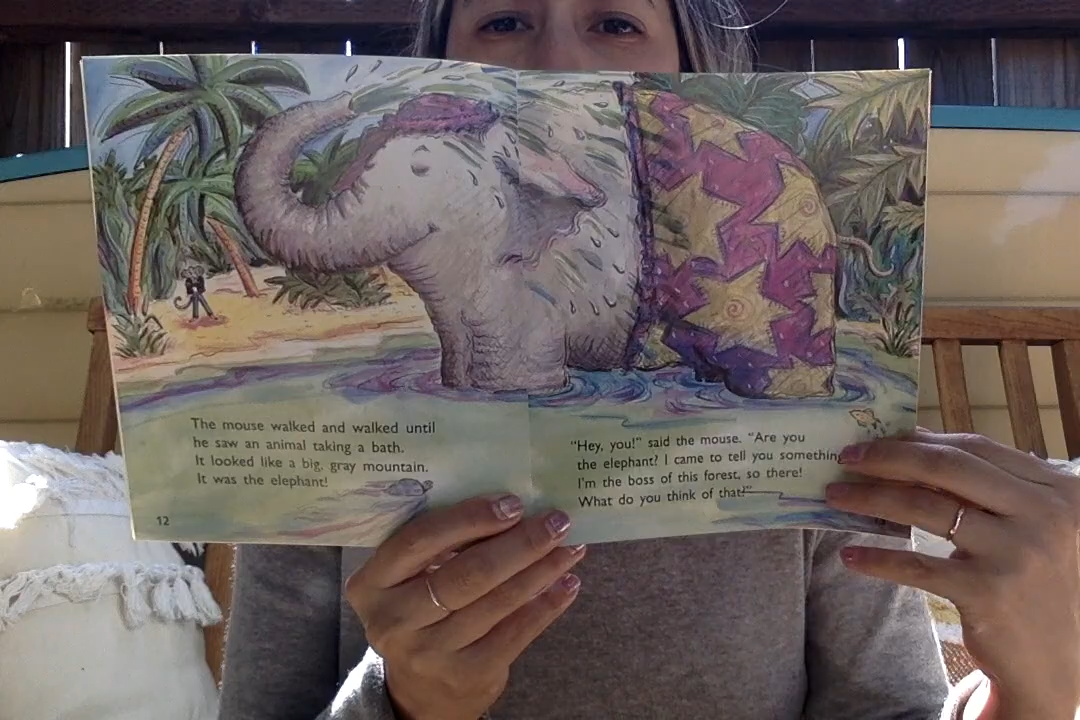 The mouse walked and walked until
he saw an animal taking a bath.
It looked like a big, gray mountain.
It was the elephant!
12
"Hey, you!" said the mouse. "Are you
the elephant? I came to tell you something
I'm the boss of this forest, so there!
What do you think of that?"